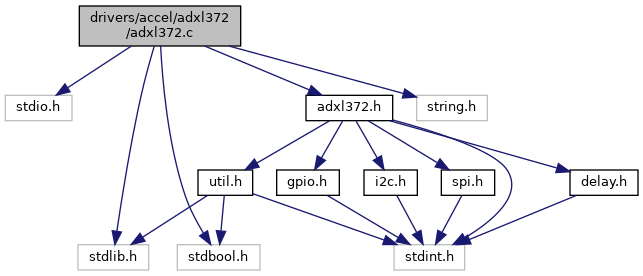 drivers/accel/adxl372
/adxl372.c
stdio.h
adxl372.h
string.h
util.h
gpio.h
i2c.h
spi.h
delay.h
stdlib.h
stdbool.h
stdint.h